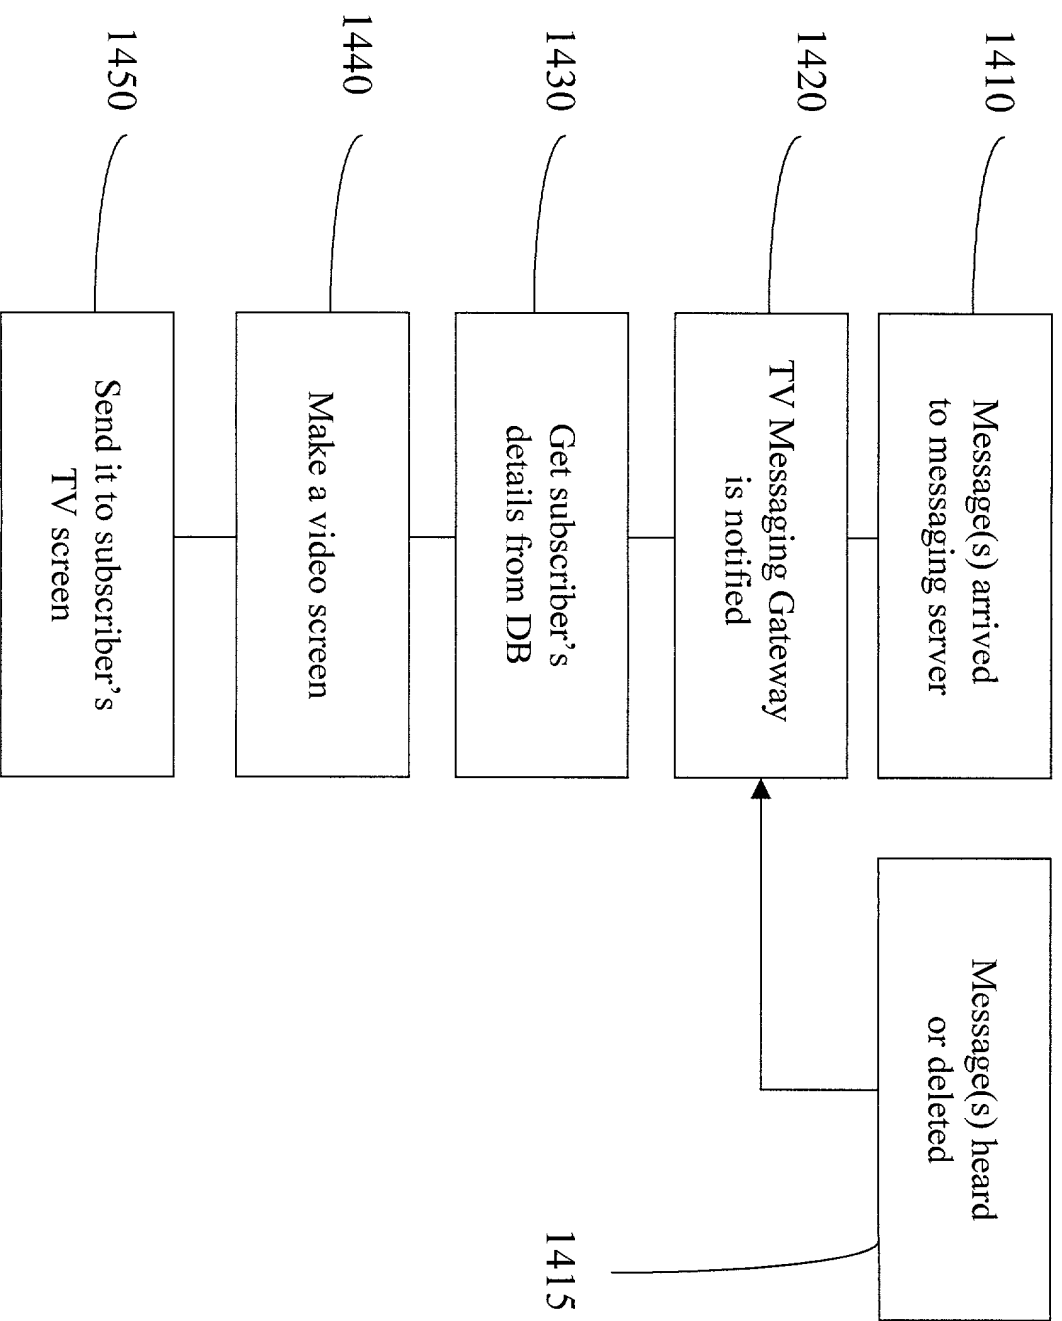 1410
Message(s) arrived
to messaging server
Message(s) heard
or deleted
1415
1420
TV Messaging Gateway
is notified
1430
Get subscriber's
details from DB
1440
Make a video screen
1450
Send it to subscriber's
TV screen